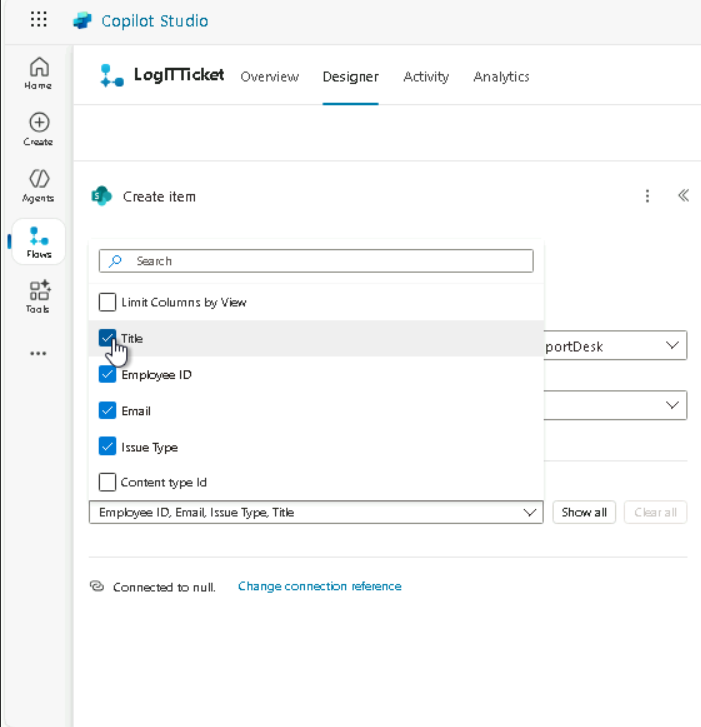 Copilot Studio
Home
Create
Agents
Flows
Tools
LogITTicket Overview Designer Activity Analytics
Create item
Search
Limit Columns by View
Title
portDesk
Employee ID
Email
Issue Type
Content type Id
Employee ID, Email, Issue Type, Title
Show all
Clear all
Connected to null. Change connection reference